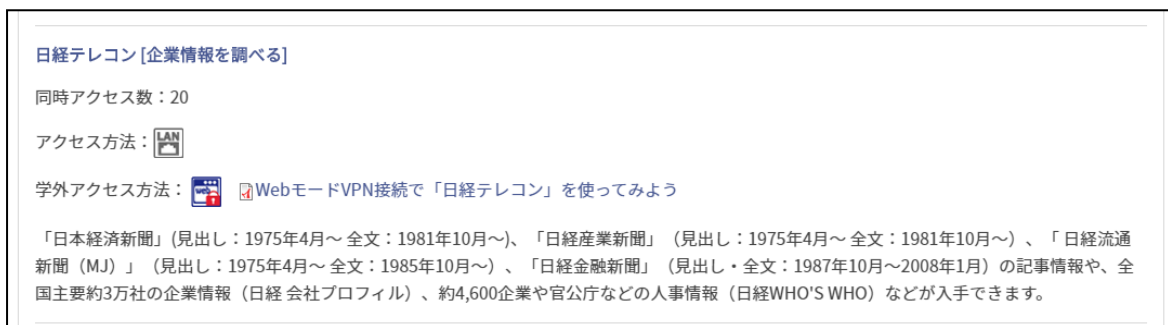 日経テレコン [企業情報を調べる]
同時アクセス数：20
アクセス方法： LAN
学外アクセス方法： web WebモードVPN接続で「日経テレコン」を使ってみよう
「日本経済新聞」(見出し：1975年4月～ 全文：1981年10月～)、「日経産業新聞」（見出し：1975年4月～ 全文：1981年10月～）、「 日経流通
新聞（MJ）」（見出し：1975年4月～ 全文：1985年10月～）、「日経金融新聞」（見出し・全文：1987年10月～2008年1月）の記事情報や、全
国主要約3万社の企業情報（日経 会社プロフィル）、約4,600企業や官公庁などの人事情報（日経WHO'S WHO）などが入手できます。